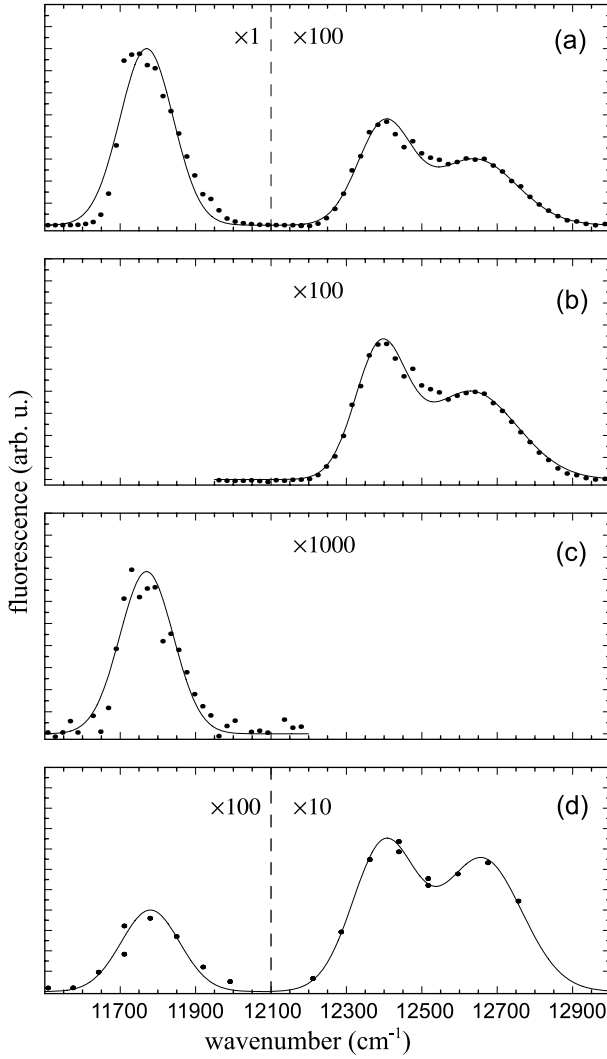 ×1 ×100 (a)
×100 (b)
fluorescence (arb. u.)
×1000 (c)
×100 ×10 (d)
11700 11900 12100 12300 12500 12700 12900
wavenumber (cm⁻¹)